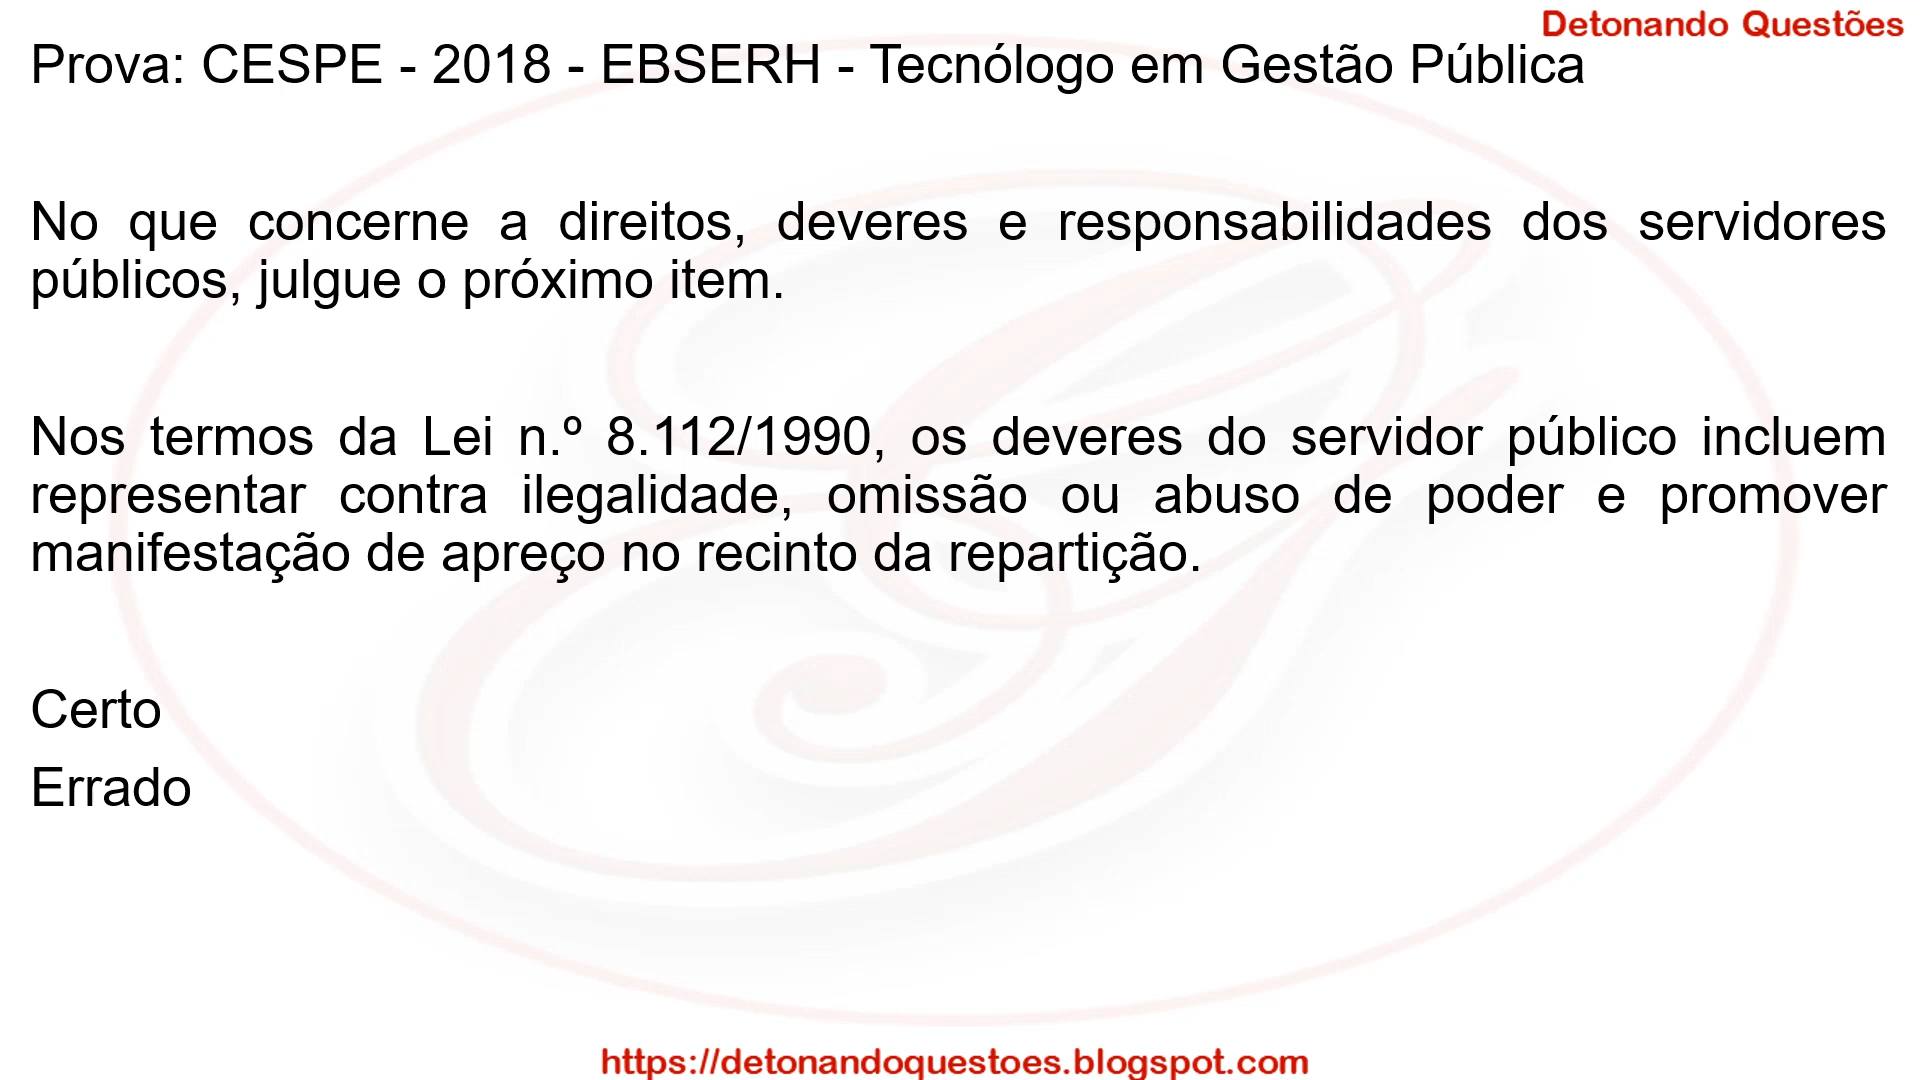 Detonando Questões
Prova: CESPE - 2018 - EBSERH - Tecnólogo em Gestão Pública
No que concerne a direitos, deveres e responsabilidades dos servidores
públicos, julgue o próximo item.
Nos termos da Lei n.º 8.112/1990, os deveres do servidor público incluem
representar contra ilegalidade, omissão ou abuso de poder e promover
manifestação de apreço no recinto da repartição.
Certo
Errado
https://detonandoquestoes.blogspot.com